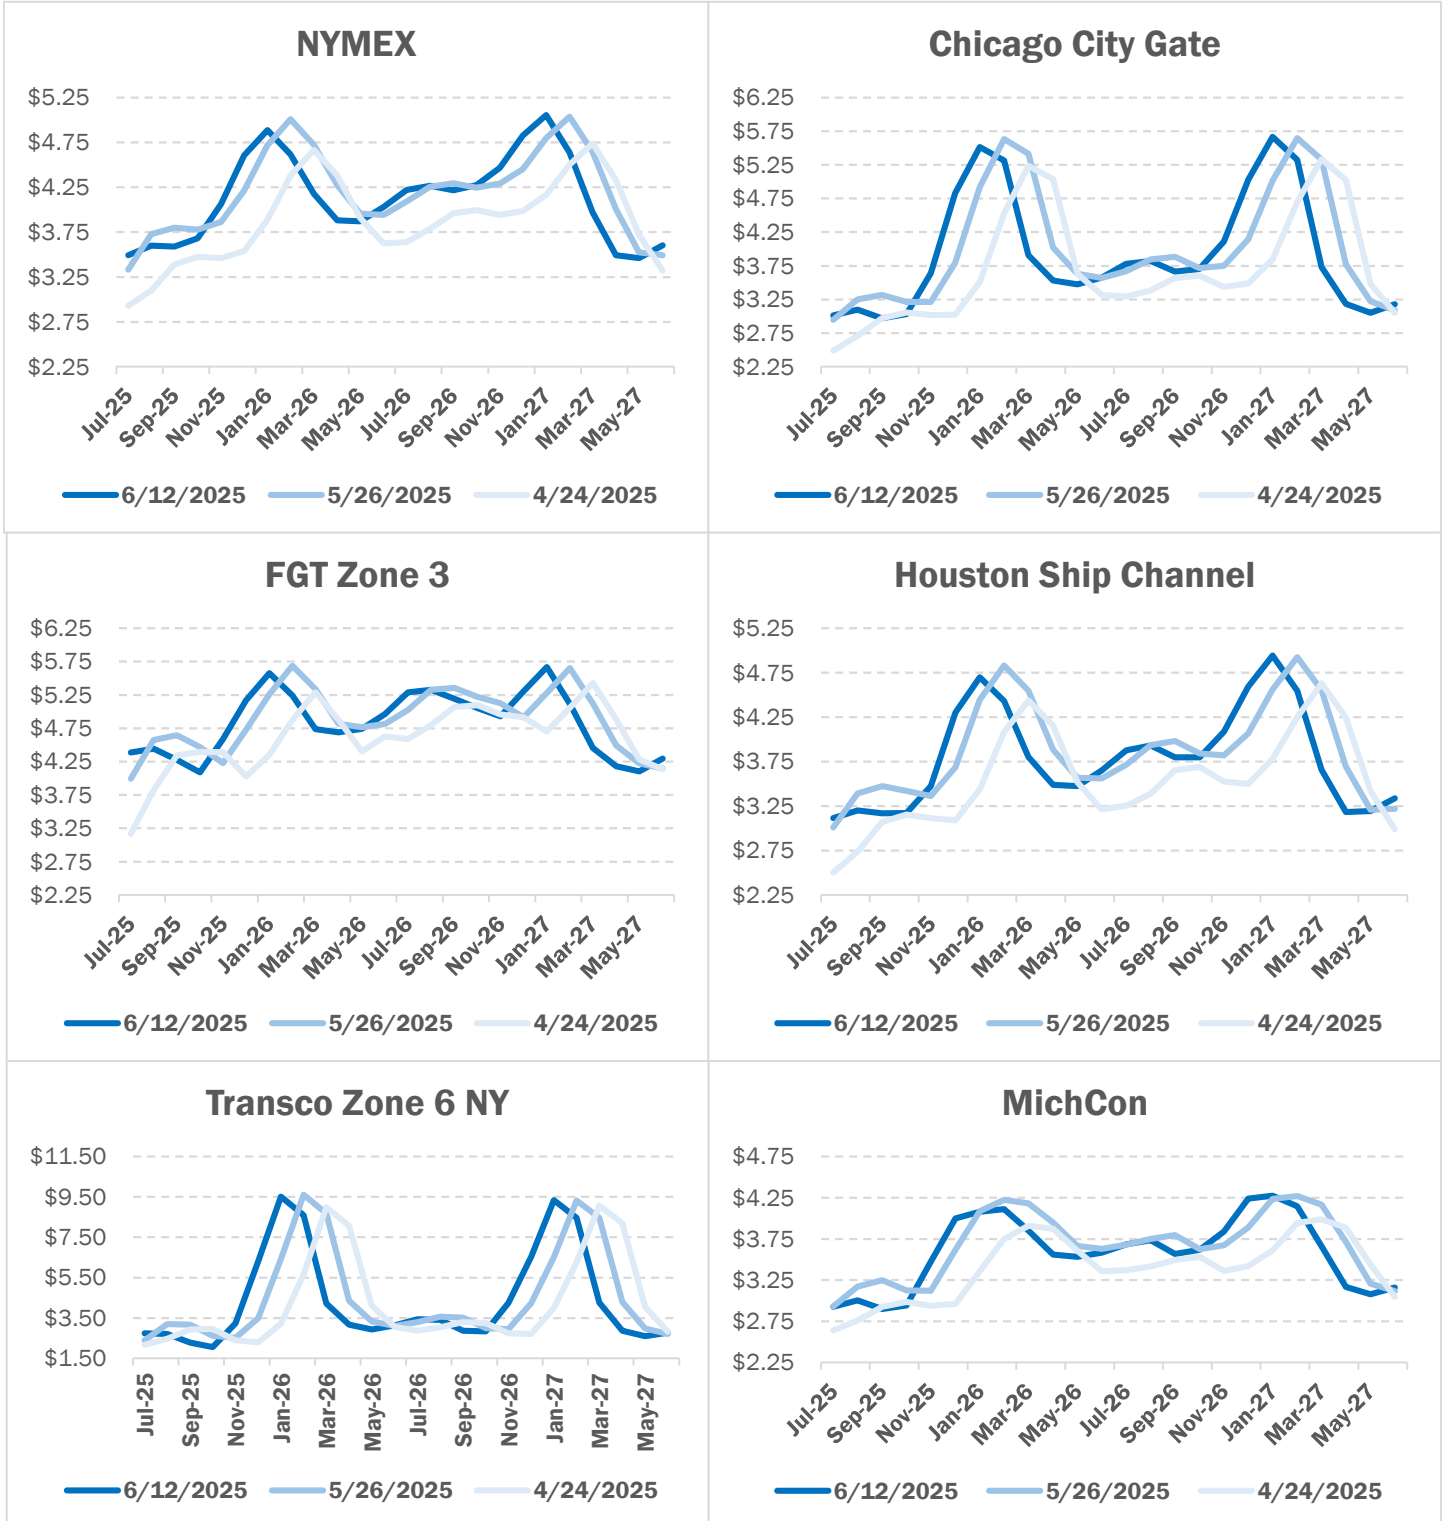 NYMEX
$5.25
$4.75
$4.25
$3.75
$3.25
$2.75
$2.25
Jul-25 Sep-25 Nov-25 Jan-26 Mar-26 May-26 Jul-26 Sep-26 Nov-26 Jan-27 Mar-27 May-27
6/12/2025 5/26/2025 4/24/2025
Chicago City Gate
$6.25
$5.75
$5.25
$4.75
$4.25
$3.75
$3.25
$2.75
$2.25
Jul-25 Sep-25 Nov-25 Jan-26 Mar-26 May-26 Jul-26 Sep-26 Nov-26 Jan-27 Mar-27 May-27
6/12/2025 5/26/2025 4/24/2025
FGT Zone 3
$6.25
$5.75
$5.25
$4.75
$4.25
$3.75
$3.25
$2.75
$2.25
Jul-25 Sep-25 Nov-25 Jan-26 Mar-26 May-26 Jul-26 Sep-26 Nov-26 Jan-27 Mar-27 May-27
6/12/2025 5/26/2025 4/24/2025
Houston Ship Channel
$5.25
$4.75
$4.25
$3.75
$3.25
$2.75
$2.25
Jul-25 Sep-25 Nov-25 Jan-26 Mar-26 May-26 Jul-26 Sep-26 Nov-26 Jan-27 Mar-27 May-27
6/12/2025 5/26/2025 4/24/2025
Transco Zone 6 NY
$11.50
$9.50
$7.50
$5.50
$3.50
$1.50
Jul-25 Sep-25 Nov-25 Jan-26 Mar-26 May-26 Jul-26 Sep-26 Nov-26 Jan-27 Mar-27 May-27
6/12/2025 5/26/2025 4/24/2025
MichCon
$4.75
$4.25
$3.75
$3.25
$2.75
$2.25
Jul-25 Sep-25 Nov-25 Jan-26 Mar-26 May-26 Jul-26 Sep-26 Nov-26 Jan-27 Mar-27 May-27
6/12/2025 5/26/2025 4/24/2025